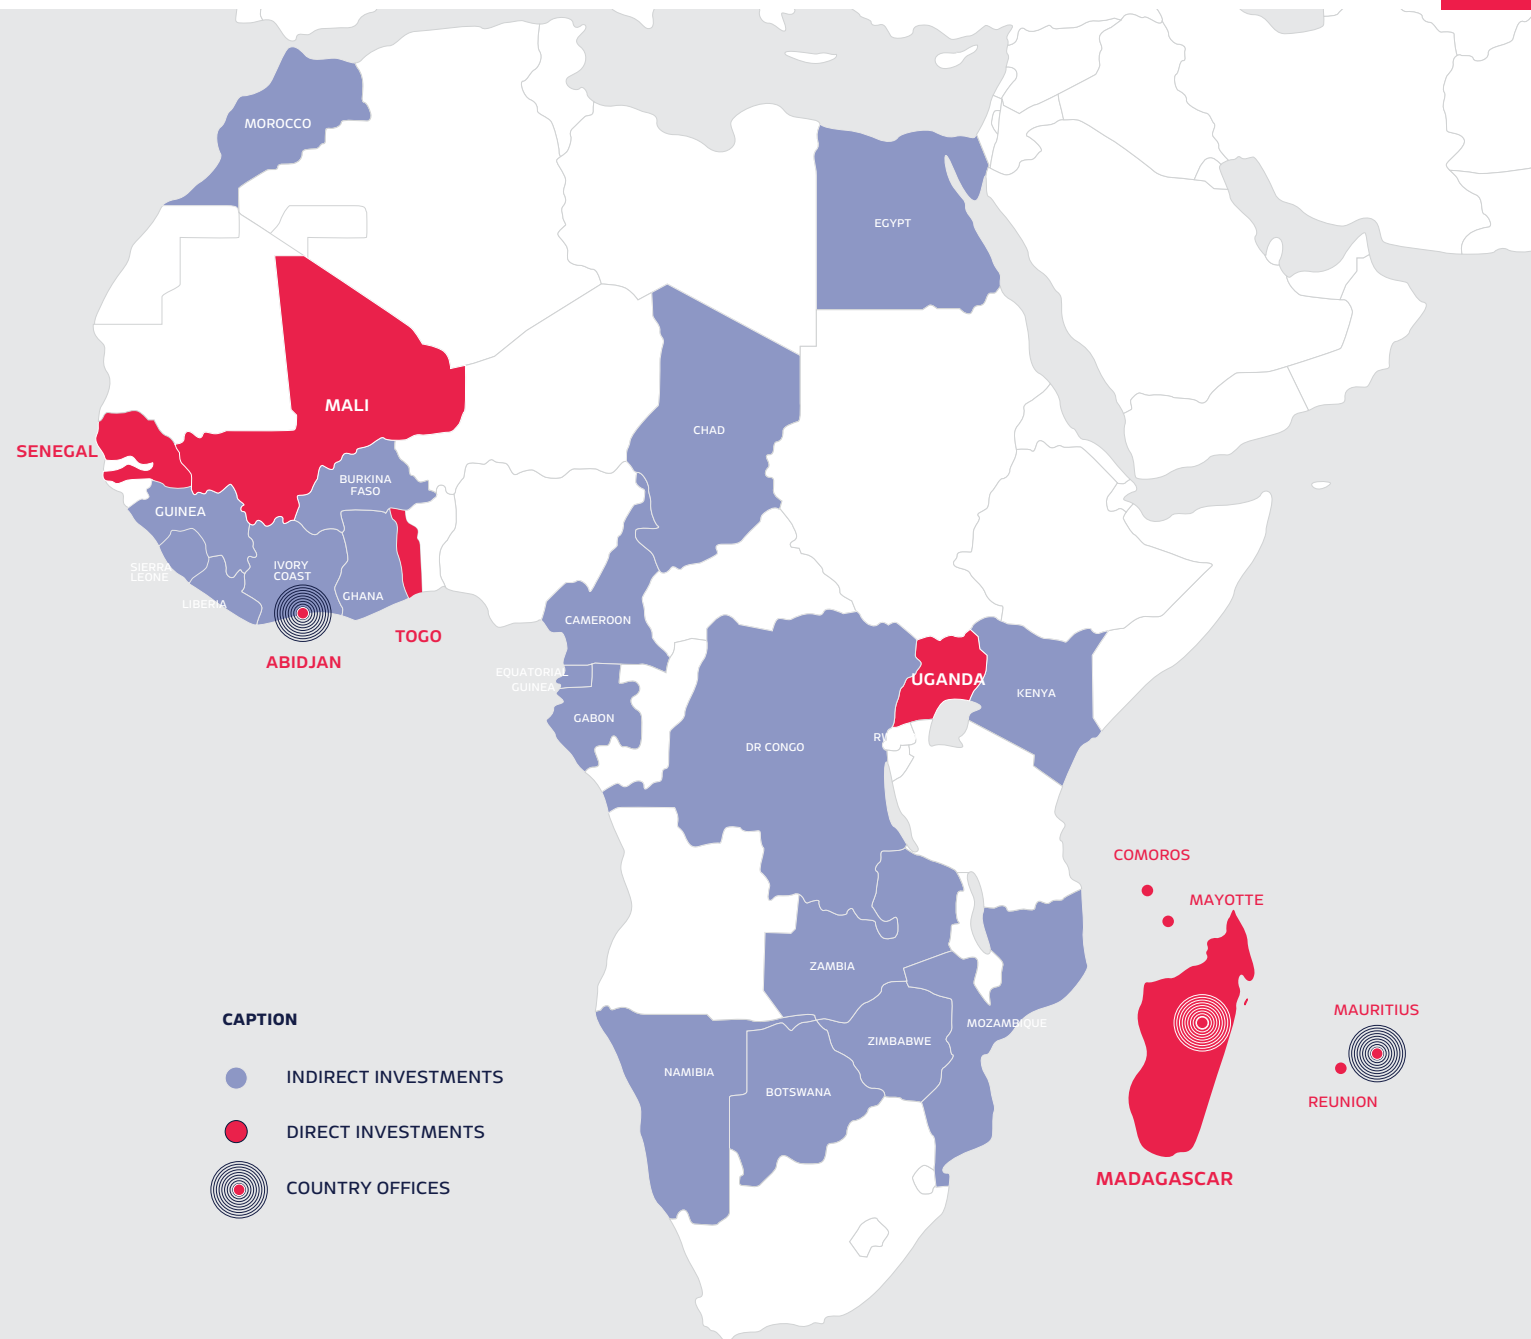 MOROCCO
EGYPT
MALI
CHAD
SENEGAL
BURKINA
FASO
GUINEA
SIERRA
LEONE
IVORY
COAST
LIBERIA
GHANA
TOGO
ABIDJAN
CAMEROON
EQUATORIAL
GUINEA
GABON
UGANDA
KENYA
DR CONGO
COMOROS
MAYOTTE
ZAMBIA
MOZAMBIQUE
ZIMBABWE
NAMIBIA
BOTSWANA
MAURITIUS
REUNION
MADAGASCAR
CAPTION
INDIRECT INVESTMENTS
DIRECT INVESTMENTS
COUNTRY OFFICES